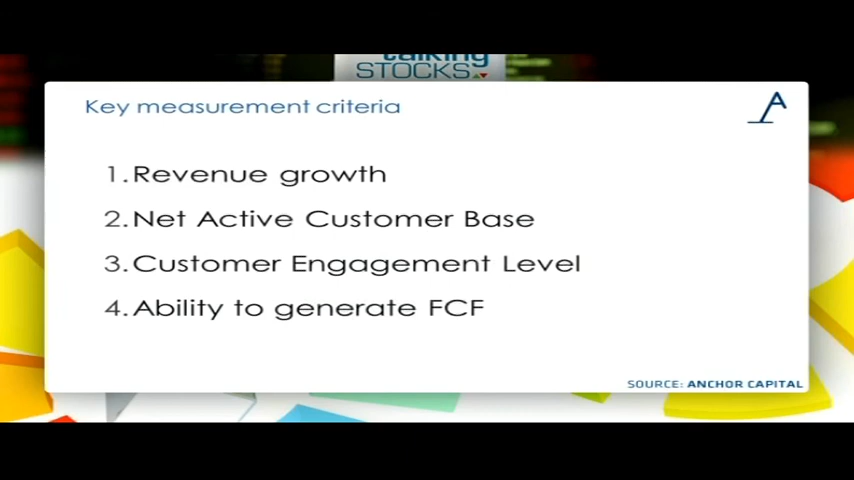 talking
STOCKS
Key measurement criteria
1. Revenue growth
2. Net Active Customer Base
3. Customer Engagement Level
4. Ability to generate FCF
SOURCE: ANCHOR CAPITAL